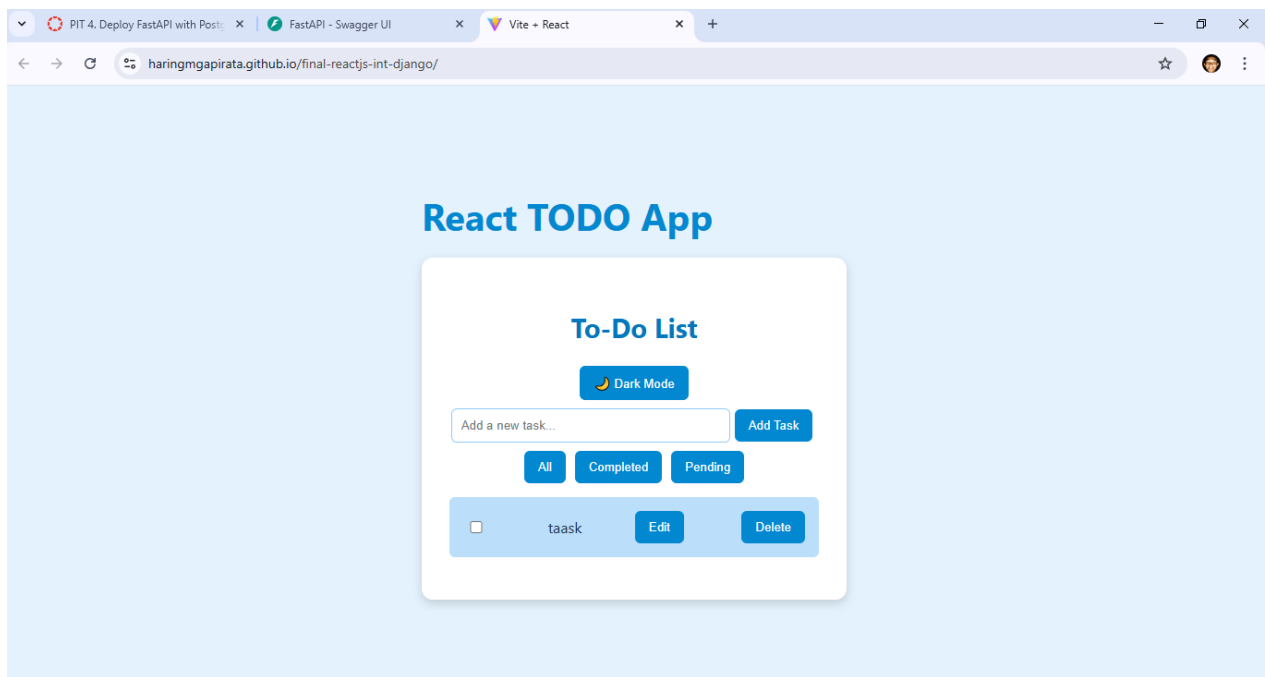 PIT 4. Deploy FastAPI with Postg
FastAPI - Swagger UI
Vite + React
haringmgapirata.github.io/final-reactjs-int-django/
React TODO App
To-Do List
🌙 Dark Mode
Add a new task... Add Task
All Completed Pending
taask Edit Delete